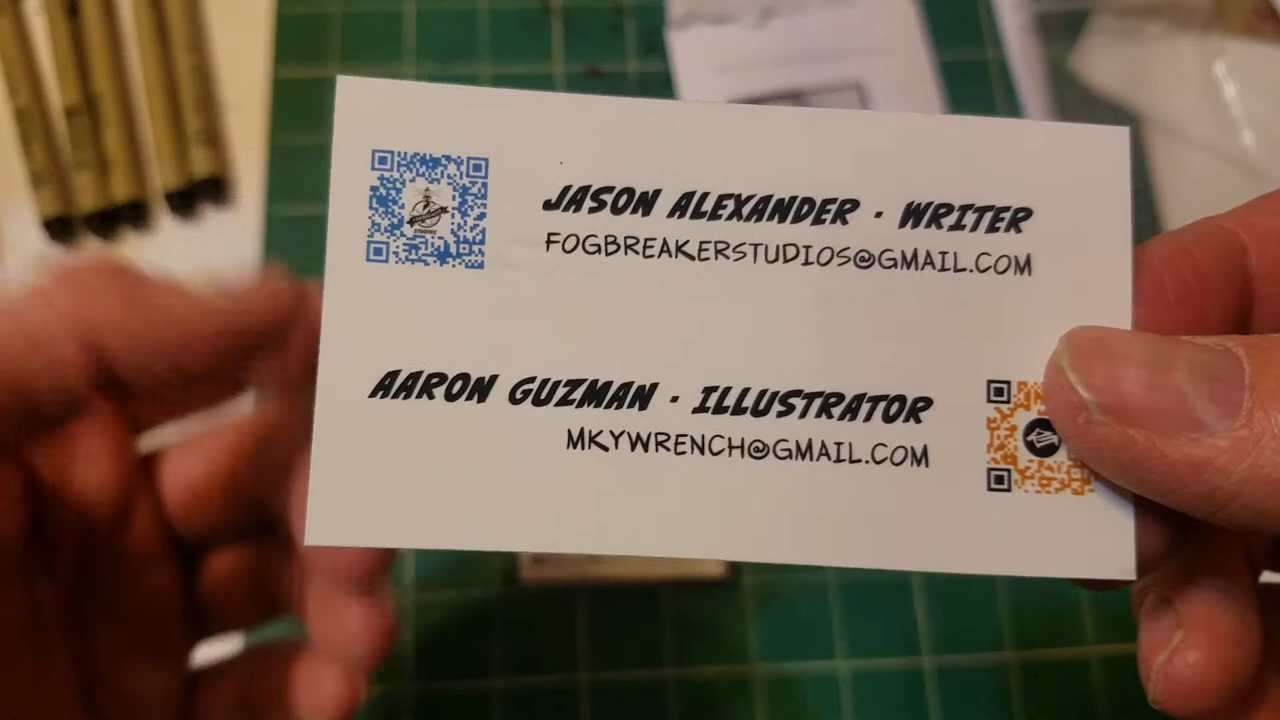 JASON ALEXANDER · WRITER
FOGBREAKERSTUDIOS@GMAIL.COM
AARON GUZMAN · ILLUSTRATOR
MKYWRENCH@GMAIL.COM